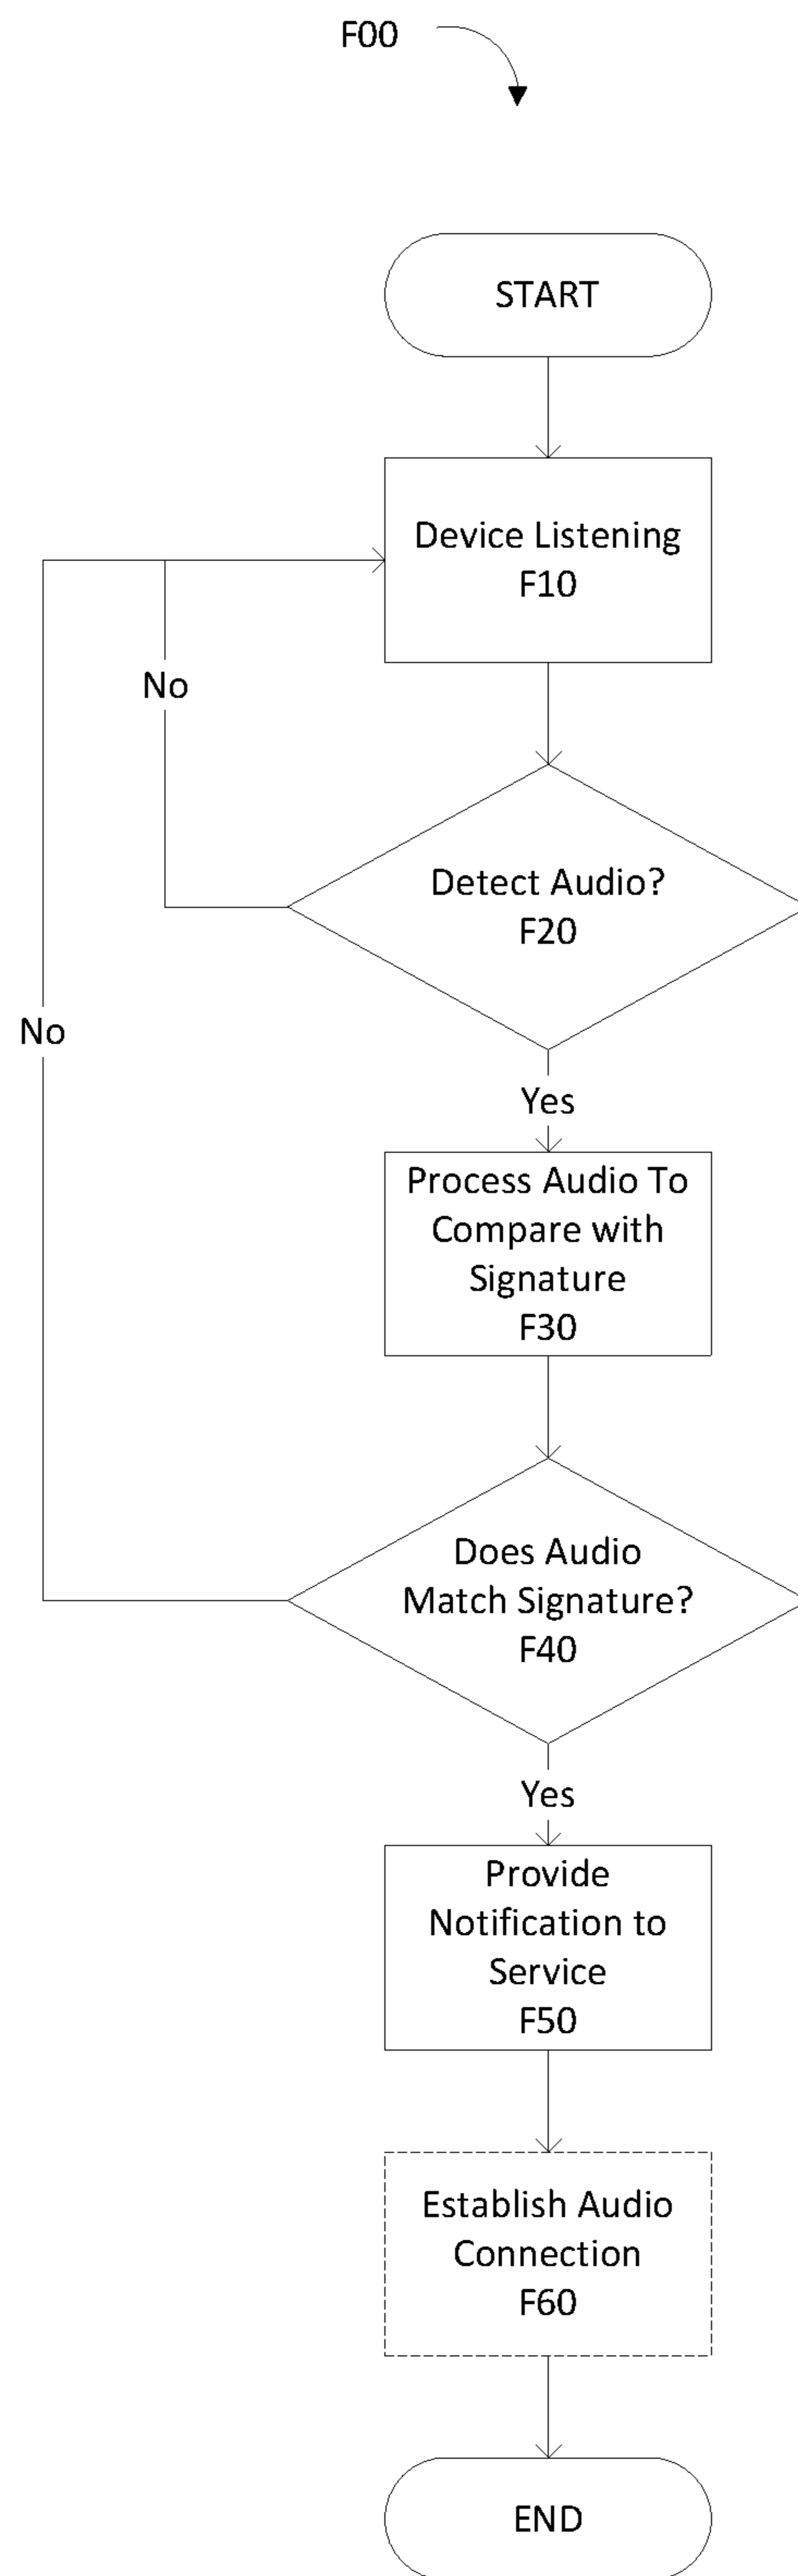 F00
START
Device Listening
F10
No
Detect Audio?
F20
No
Yes
Process Audio To
Compare with
Signature
F30
Does Audio
Match Signature?
F40
Yes
Provide
Notification to
Service
F50
Establish Audio
Connection
F60
END